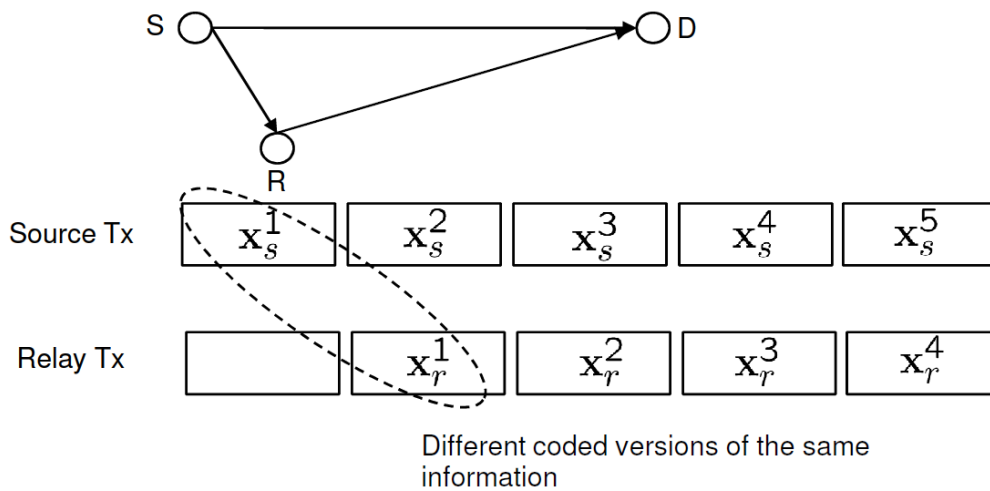 S
D
R
Source Tx
x_s^1
x_s^2
x_s^3
x_s^4
x_s^5
Relay Tx
x_r^1
x_r^2
x_r^3
x_r^4
Different coded versions of the same
information